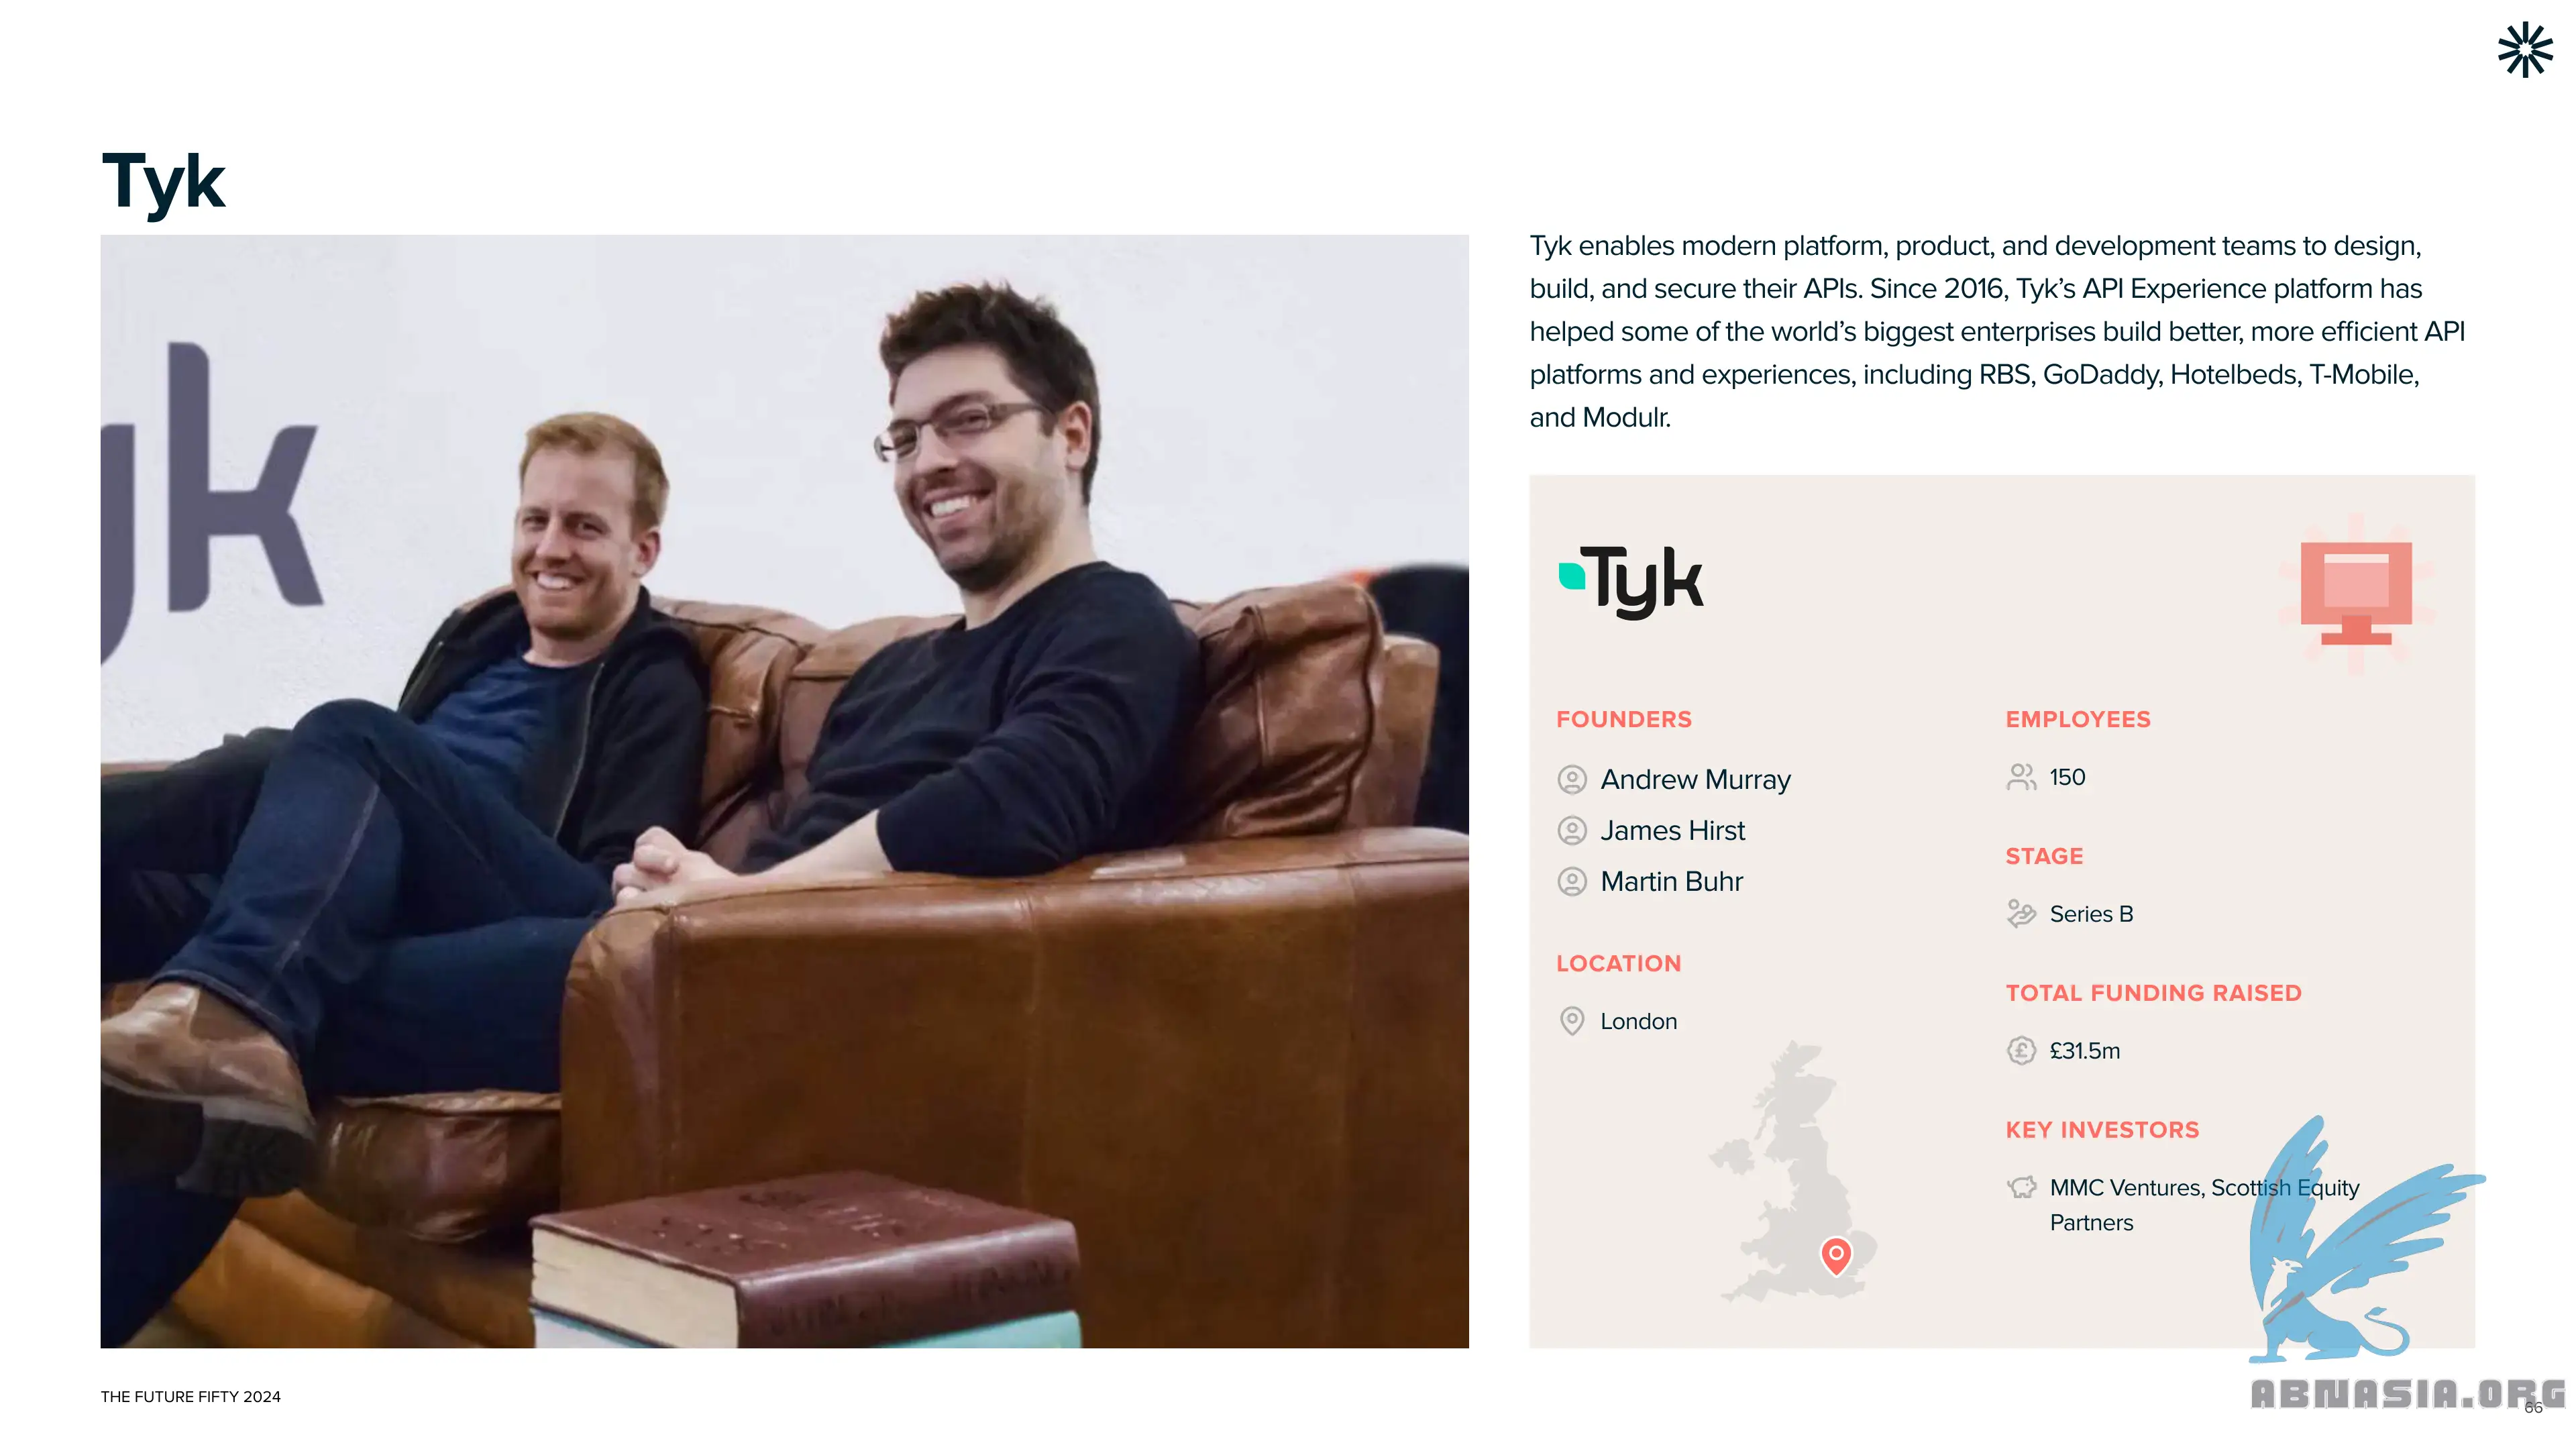 Tyk
yk
Tyk enables modern platform, product, and development teams to design,
build, and secure their APIs. Since 2016, Tyk’s API Experience platform has
helped some of the world’s biggest enterprises build better, more efficient API
platforms and experiences, including RBS, GoDaddy, Hotelbeds, T-Mobile,
and Modulr.
Tyk
FOUNDERS
Andrew Murray
James Hirst
Martin Buhr
LOCATION
London
EMPLOYEES
150
STAGE
Series B
TOTAL FUNDING RAISED
£31.5m
KEY INVESTORS
MMC Ventures, Scottish Equity
Partners
THE FUTURE FIFTY 2024
ABNASIA.ORG
66